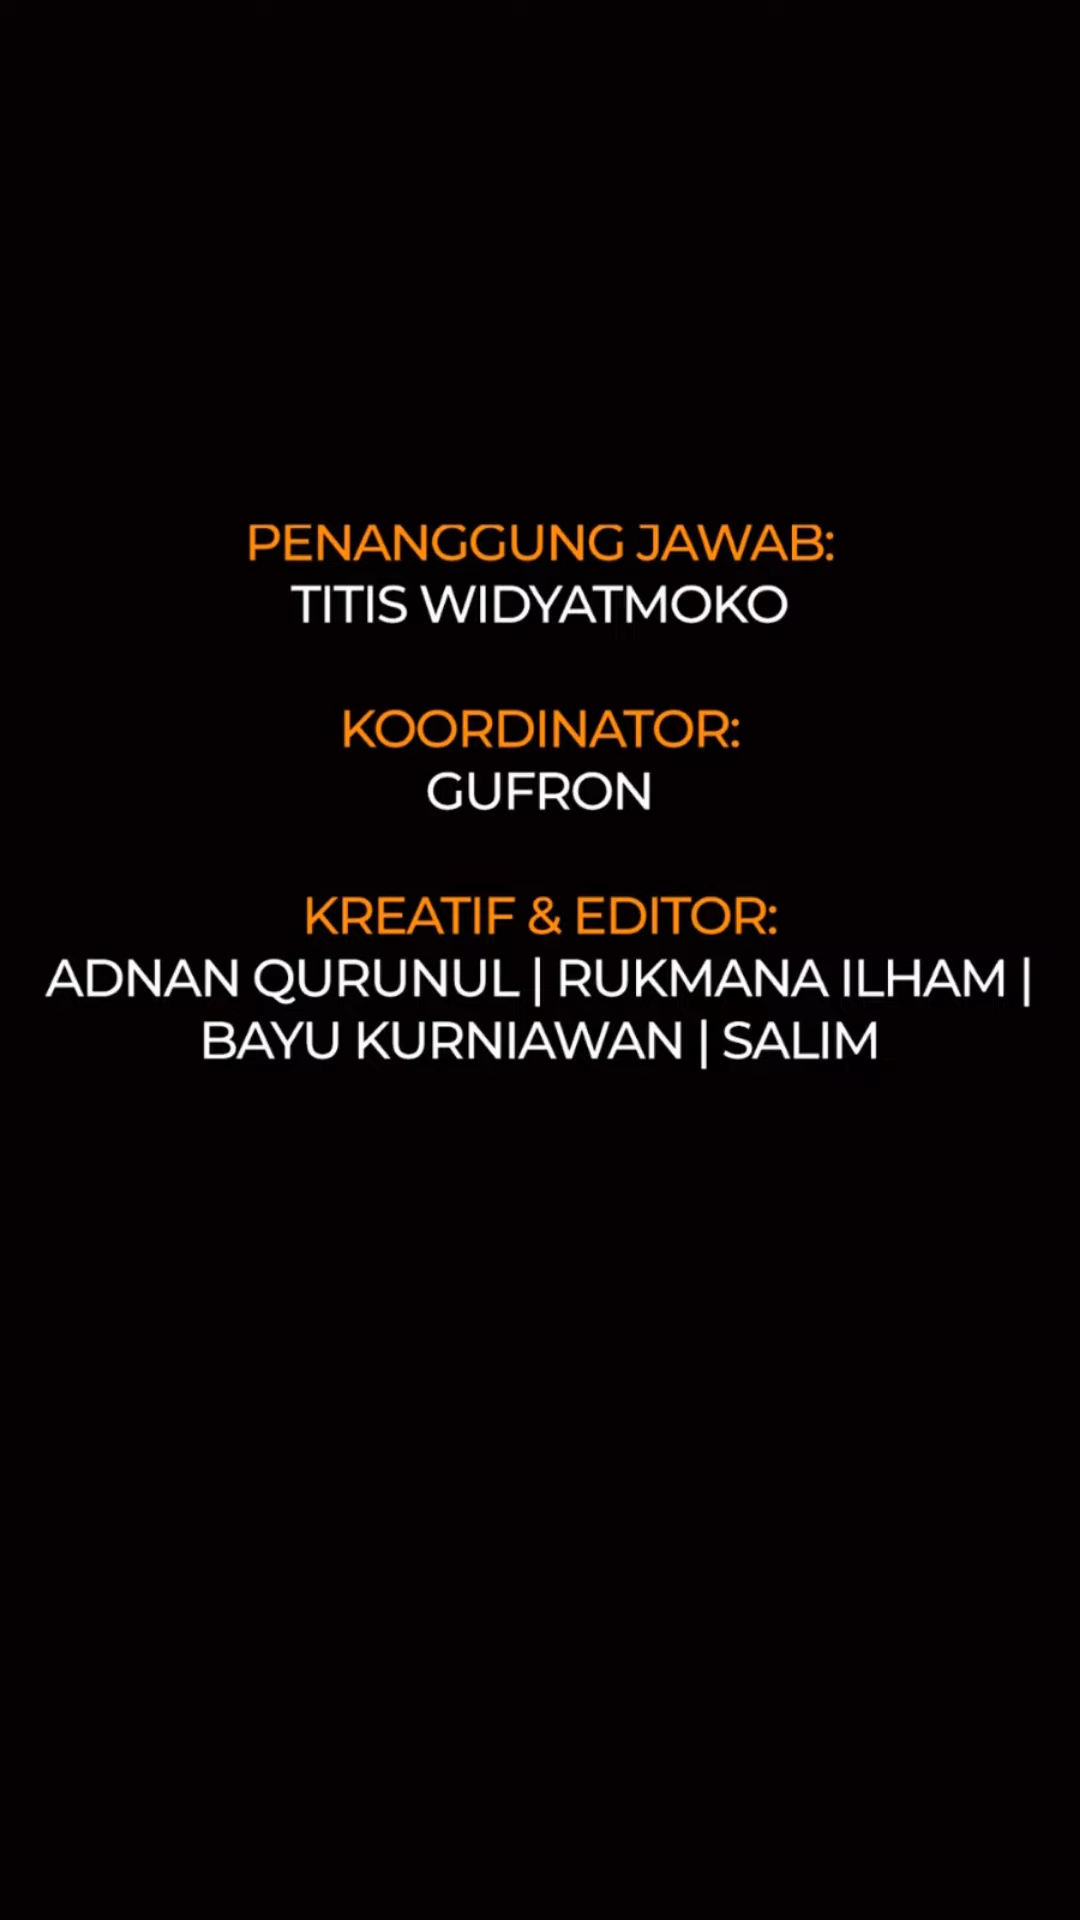 PENANGGUNG JAWAB:
TITIS WIDYATMOKO
KOORDINATOR:
GUFRON
KREATIF & EDITOR:
ADNAN QURUNUL | RUKMANA ILHAM |
BAYU KURNIAWAN | SALIM